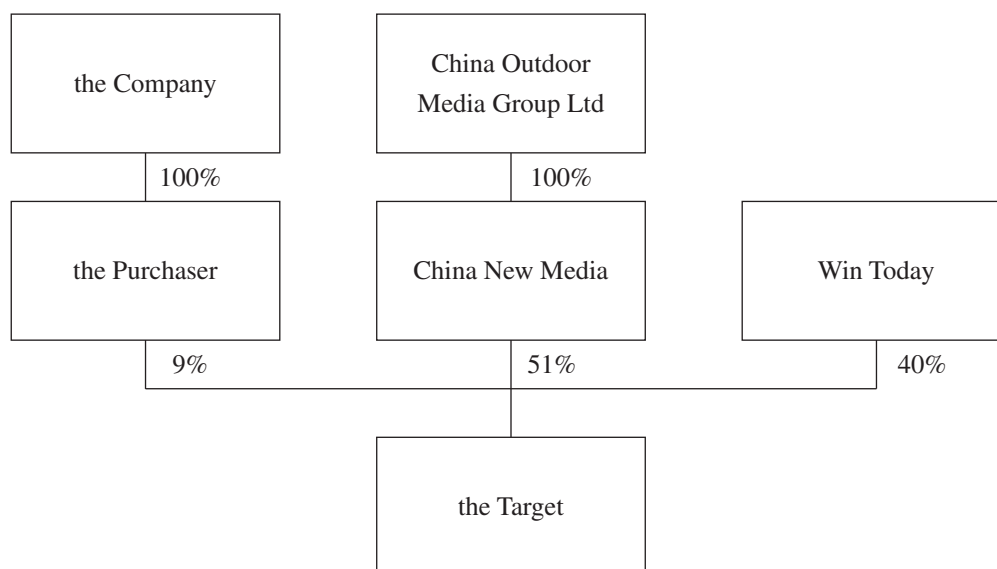 the Company
China Outdoor
Media Group Ltd
100%
100%
the Purchaser
China New Media
Win Today
9%
51%
40%
the Target